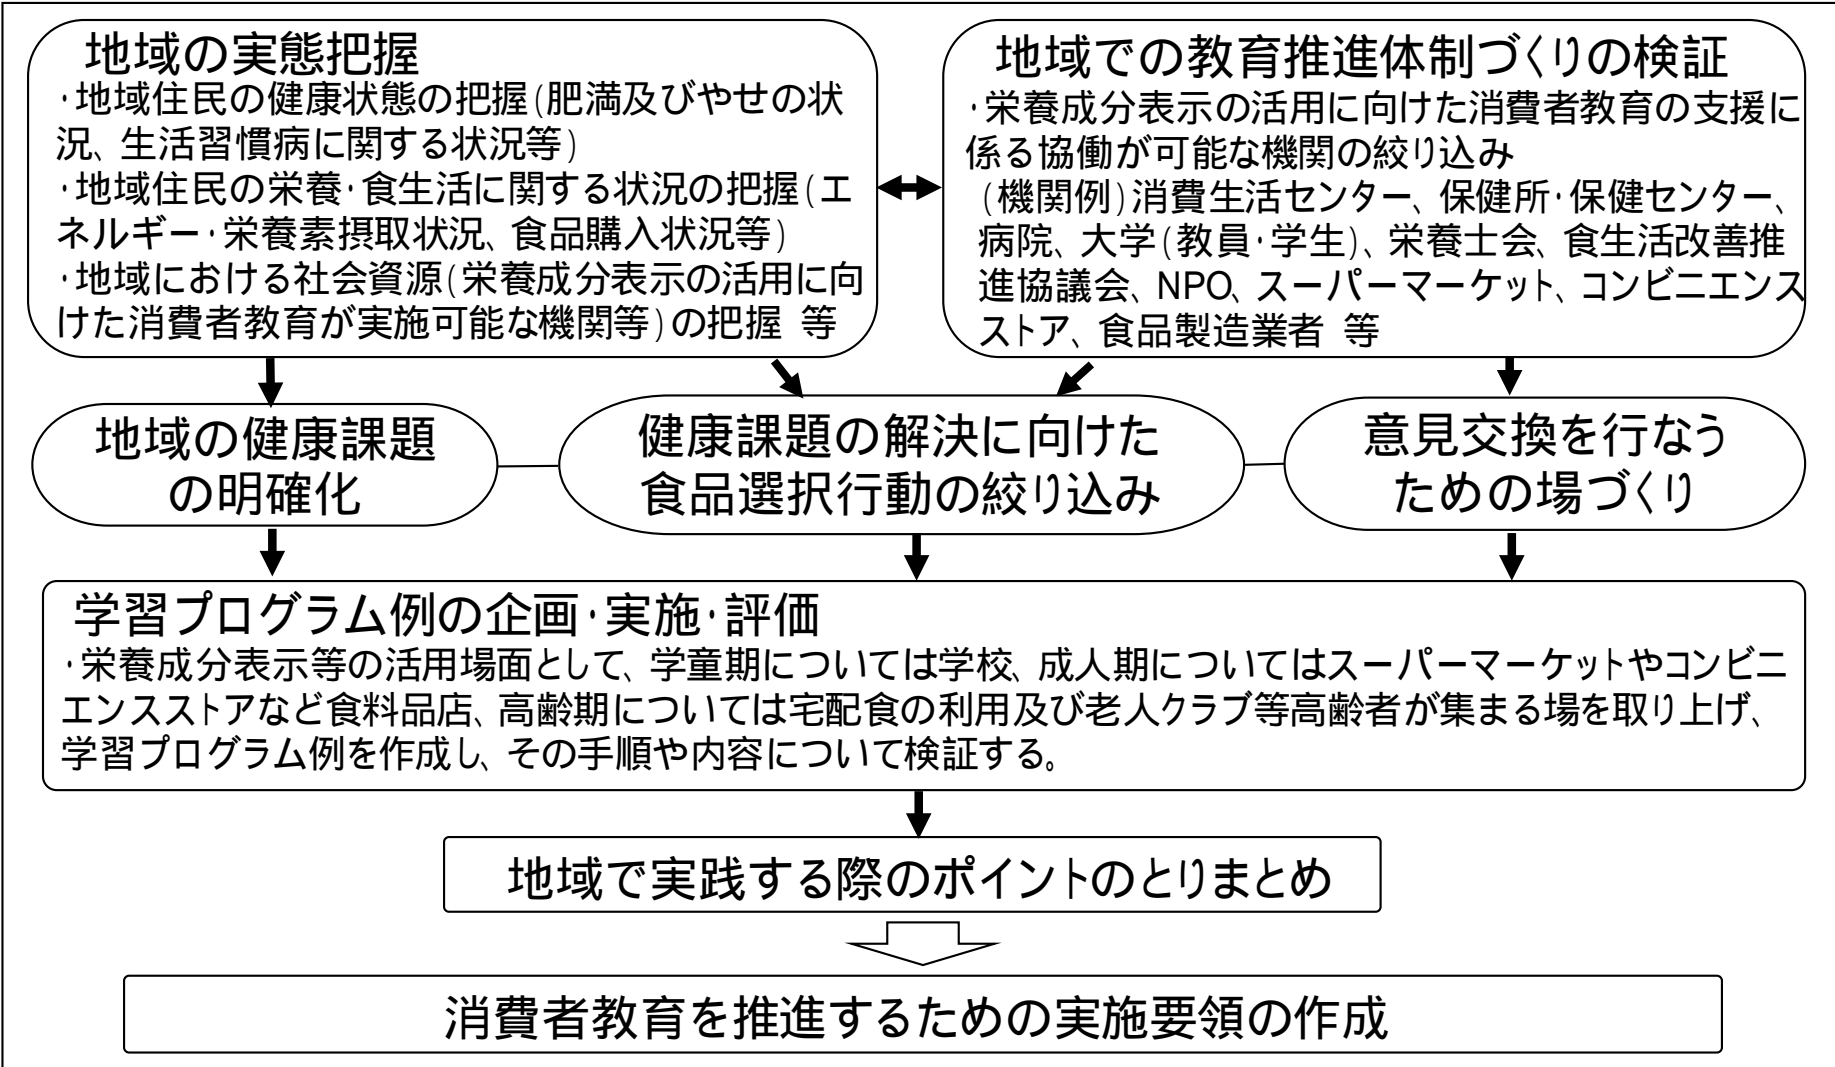 地域の実態把握
・地域住民の健康状態の把握(肥満及びやせの状
況、生活習慣病に関する状況等)
・地域住民の栄養・食生活に関する状況の把握(エ
ネルギー・栄養素摂取状況、食品購入状況等)
・地域における社会資源(栄養成分表示の活用に向
けた消費者教育が実施可能な機関等)の把握 等
地域での教育推進体制づくりの検証
・栄養成分表示の活用に向けた消費者教育の支援に
係る協働が可能な機関の絞り込み
(機関例)消費生活センター、保健所・保健センター、
病院、大学(教員・学生)、栄養士会、食生活改善推
進協議会、NPO、スーパーマーケット、コンビニエンス
ストア、食品製造業者 等
地域の健康課題
の明確化
健康課題の解決に向けた
食品選択行動の絞り込み
意見交換を行なう
ための場づくり
学習プログラム例の企画・実施・評価
・栄養成分表示等の活用場面として、学童期については学校、成人期についてはスーパーマーケットやコンビニ
エンスストアなど食料品店、高齢期については宅配食の利用及び老人クラブ等高齢者が集まる場を取り上げ、
学習プログラム例を作成し、その手順や内容について検証する。
地域で実践する際のポイントのとりまとめ
消費者教育を推進するための実施要領の作成